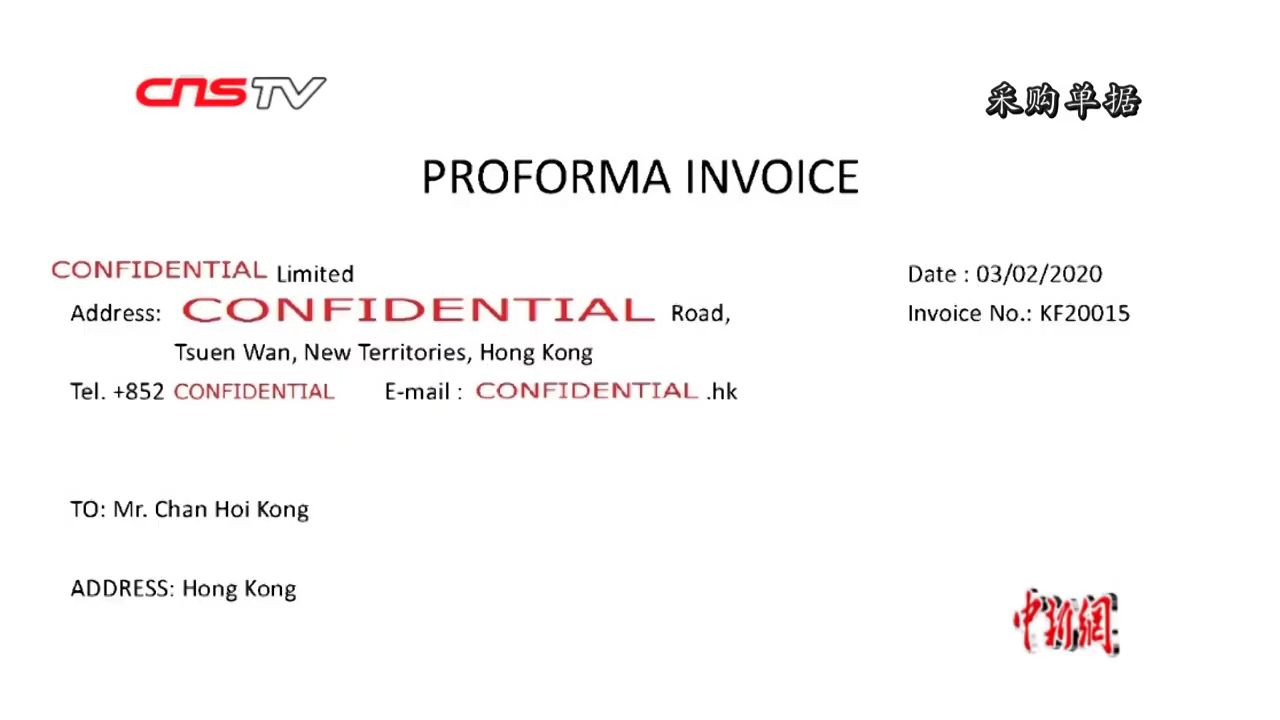 CNSTV
采购单据
PROFORMA INVOICE
CONFIDENTIAL Limited
Date : 03/02/2020
Address: CONFIDENTIAL Road,
Invoice No.: KF20015
Tsuen Wan, New Territories, Hong Kong
Tel. +852 CONFIDENTIAL E-mail : CONFIDENTIAL .hk
TO: Mr. Chan Hoi Kong
ADDRESS: Hong Kong
中新網